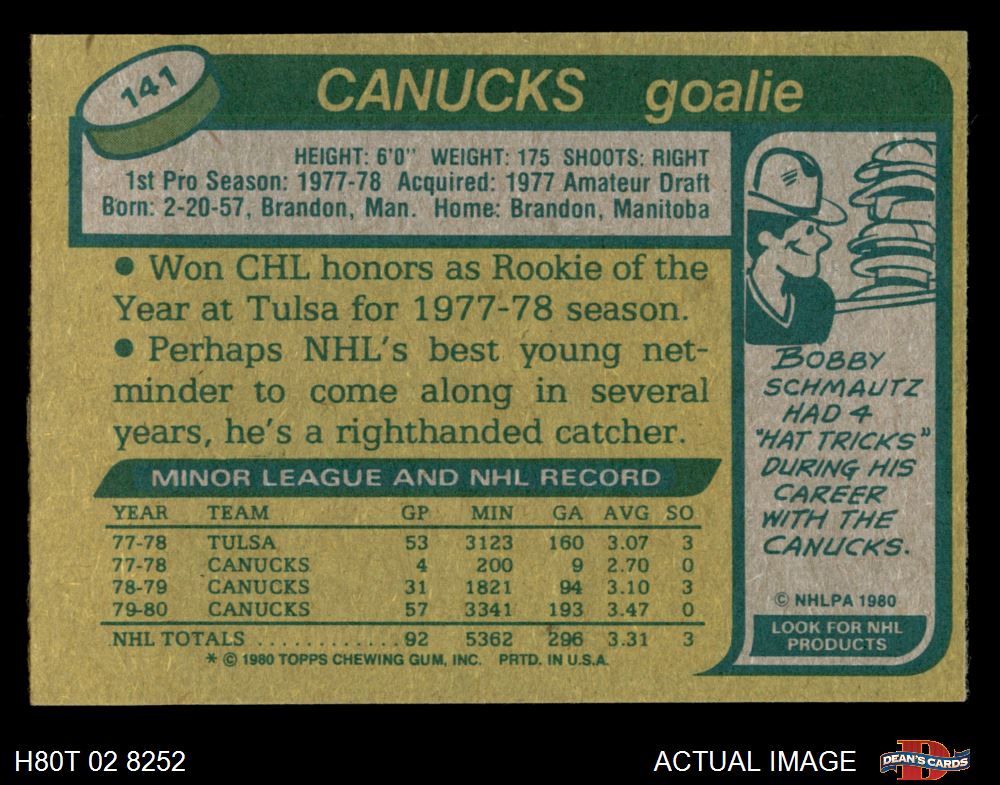 141
CANUCKS goalie
HEIGHT: 6'0" WEIGHT: 175 SHOOTS: RIGHT
1st Pro Season: 1977-78 Acquired: 1977 Amateur Draft
Born: 2-20-57, Brandon, Man. Home: Brandon, Manitoba
• Won CHL honors as Rookie of the
Year at Tulsa for 1977-78 season.
• Perhaps NHL's best young net-
minder to come along in several
years, he's a righthanded catcher.
MINOR LEAGUE AND NHL RECORD
YEAR TEAM GP MIN GA AVG SO
77-78 TULSA 53 3123 160 3.07 3
77-78 CANUCKS 4 200 9 2.70 0
78-79 CANUCKS 31 1821 94 3.10 3
79-80 CANUCKS 57 3341 193 3.47 0
NHL TOTALS ............ 92 5362 296 3.31 3
* © 1980 TOPPS CHEWING GUM, INC. PRTD. IN U.S.A.
BOBBY
SCHMAUTZ
HAD 4
"HAT TRICKS"
DURING HIS
CAREER
WITH THE
CANUCKS.
© NHLPA 1980
LOOK FOR NHL
PRODUCTS
H80T 02 8252
ACTUAL IMAGE
D
DEAN'S CARDS